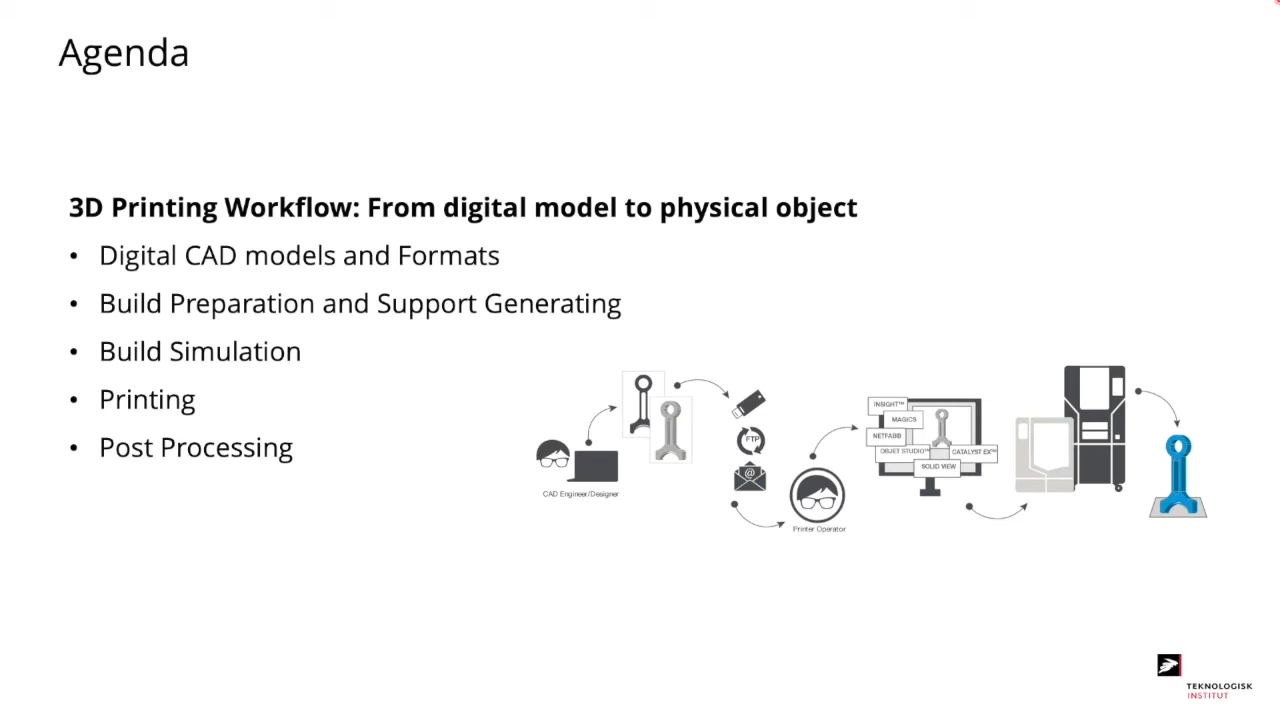 Agenda
3D Printing Workflow: From digital model to physical object
• Digital CAD models and Formats
• Build Preparation and Support Generating
• Build Simulation
• Printing
• Post Processing
CAD Engineer/Designer
FTP
@
Printer Operator
INSIGHT™
MAGICS
NETFABB
OBJET STUDIO™
CATALYST EX™
SOLID VIEW
TEKNOLOGISK
INSTITUT